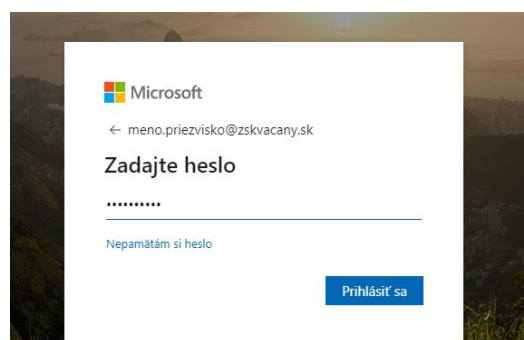 Microsoft
← meno.priezvisko@zskvacany.sk
Zadajte heslo
••••••••••
Nepamätám si heslo
Prihlásiť sa